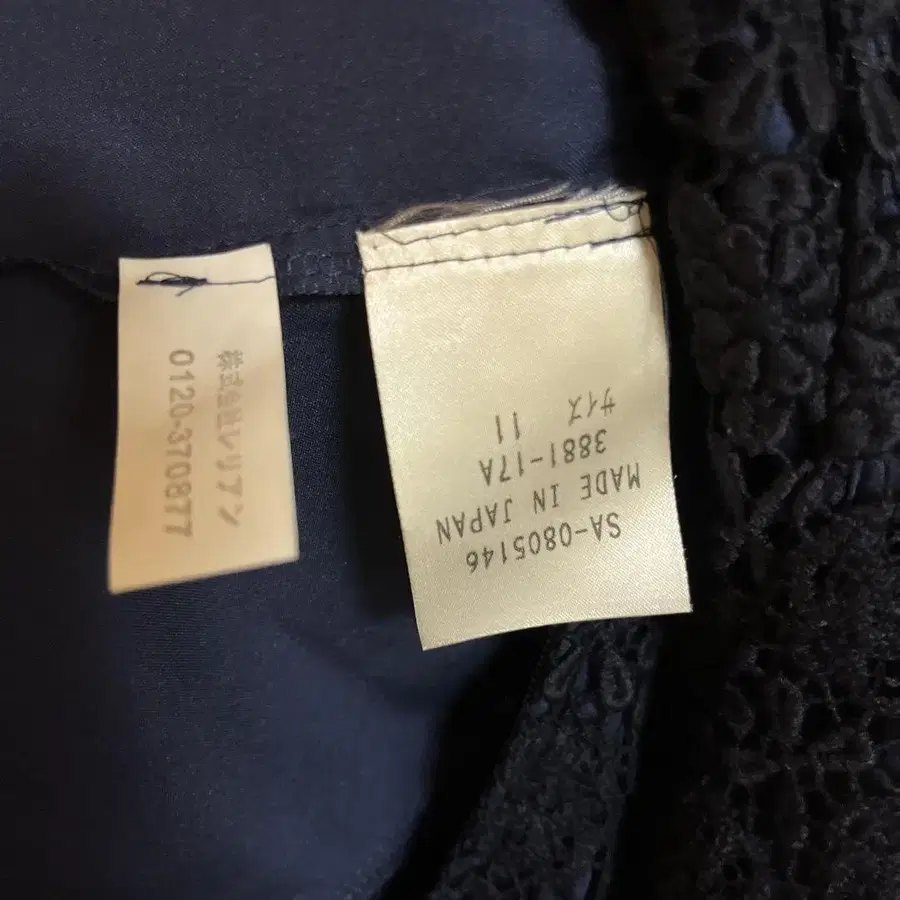 株式会社レリアン
0120-370877
サイズ 11
3881-17A
MADE IN JAPAN
SA-0805146